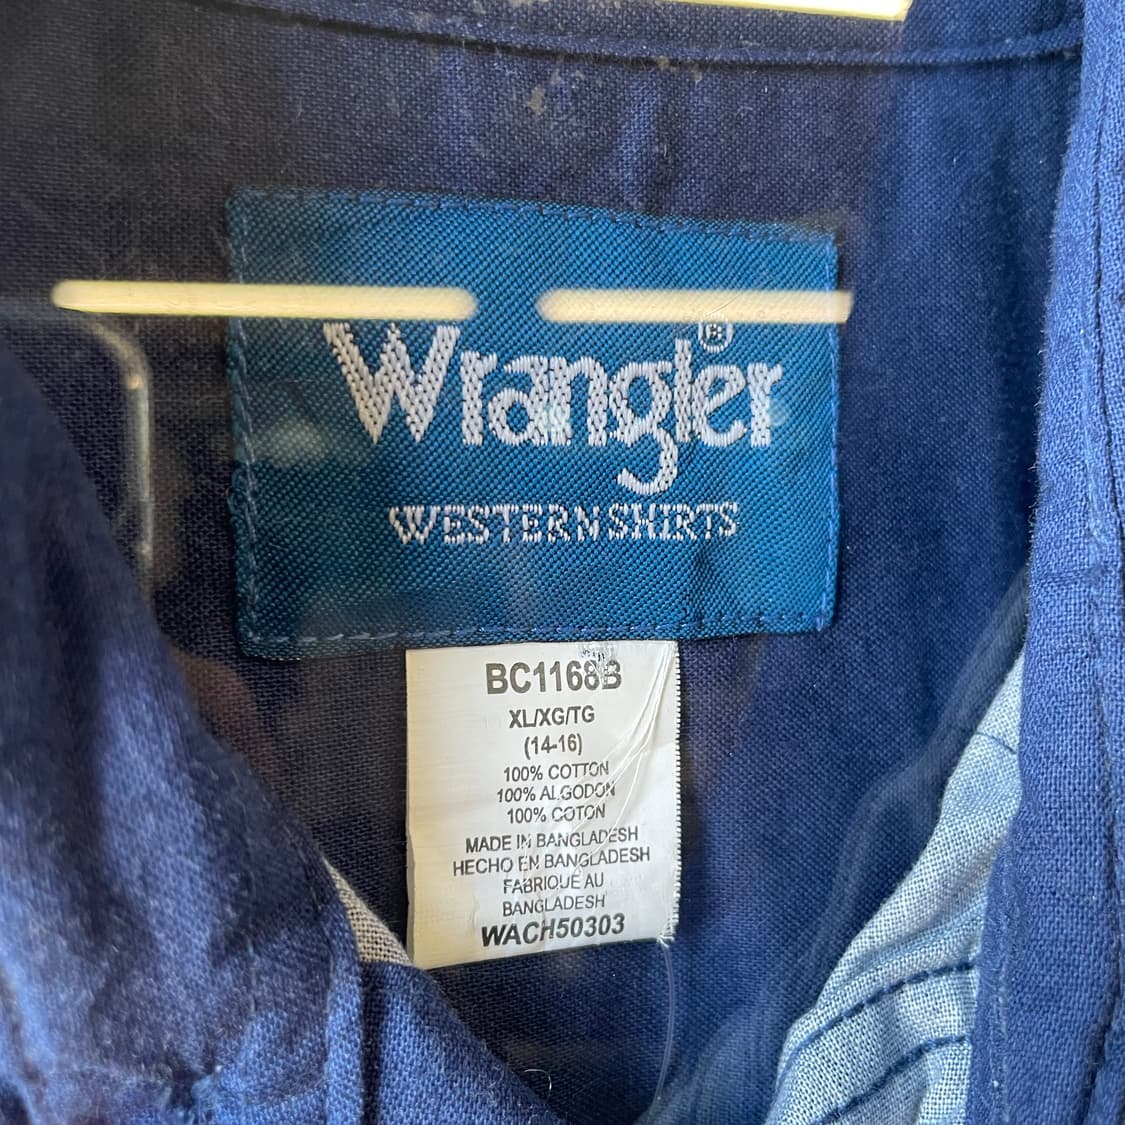 Wrangler®
WESTERN SHIRTS
BC1168B
XL/XG/TG
(14-16)
100% COTTON
100% ALGODON
100% COTON
MADE IN BANGLADESH
HECHO EN BANGLADESH
FABRIQUE AU
BANGLADESH
WACH50303